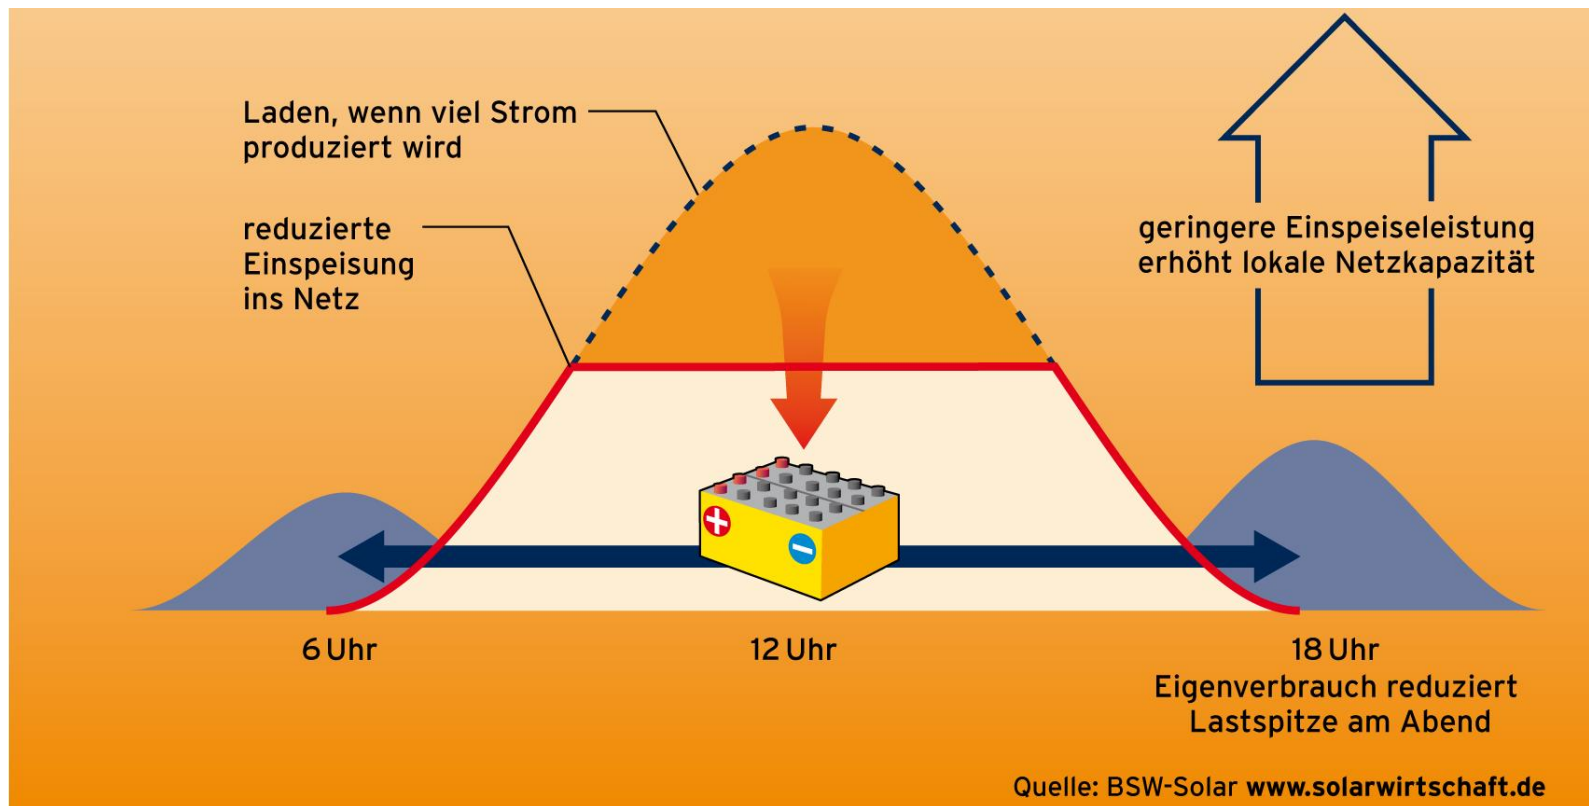 Laden, wenn viel Strom
produziert wird
reduzierte
Einspeisung
ins Netz
geringere Einspeiseleistung
erhöht lokale Netzkapazität
6 Uhr
12 Uhr
18 Uhr
Eigenverbrauch reduziert
Lastspitze am Abend
Quelle: BSW-Solar www.solarwirtschaft.de